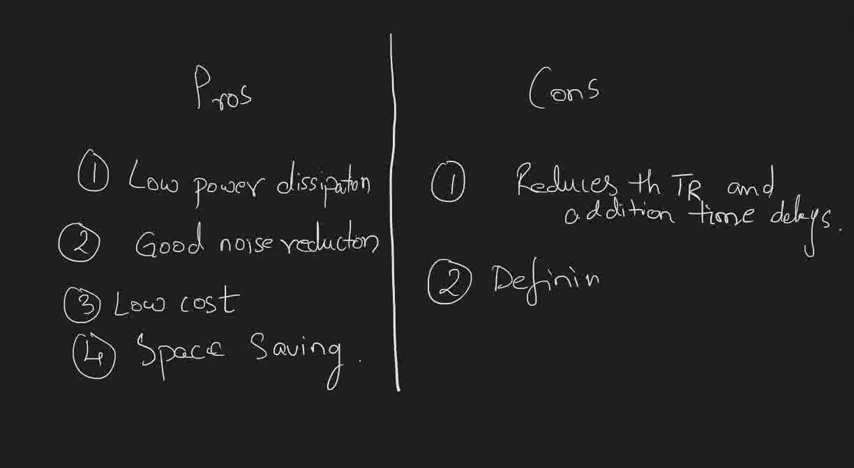 Pros
① Low power dissipaton
② Good noise reducton
③ Low cost
④ Space Saving.
Cons
① Reduces th TR and
addition time delays.
② Definin